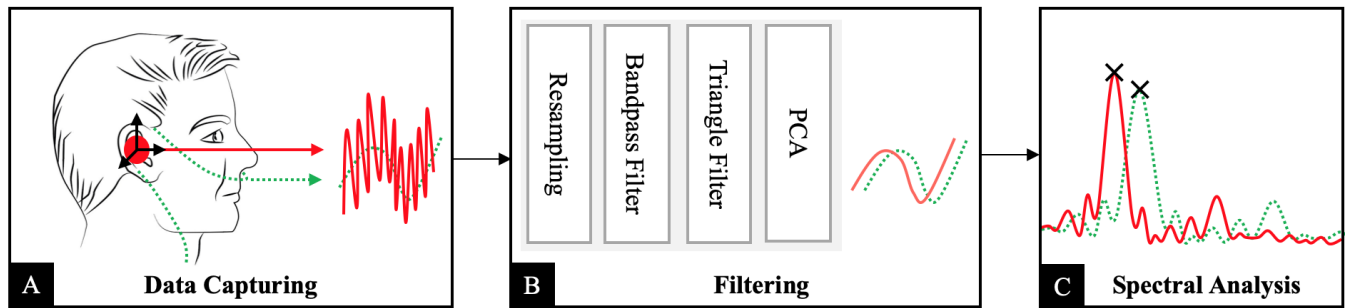 A
Data Capturing
Resampling
Bandpass Filter
Triangle Filter
PCA
B
Filtering
C
Spectral Analysis